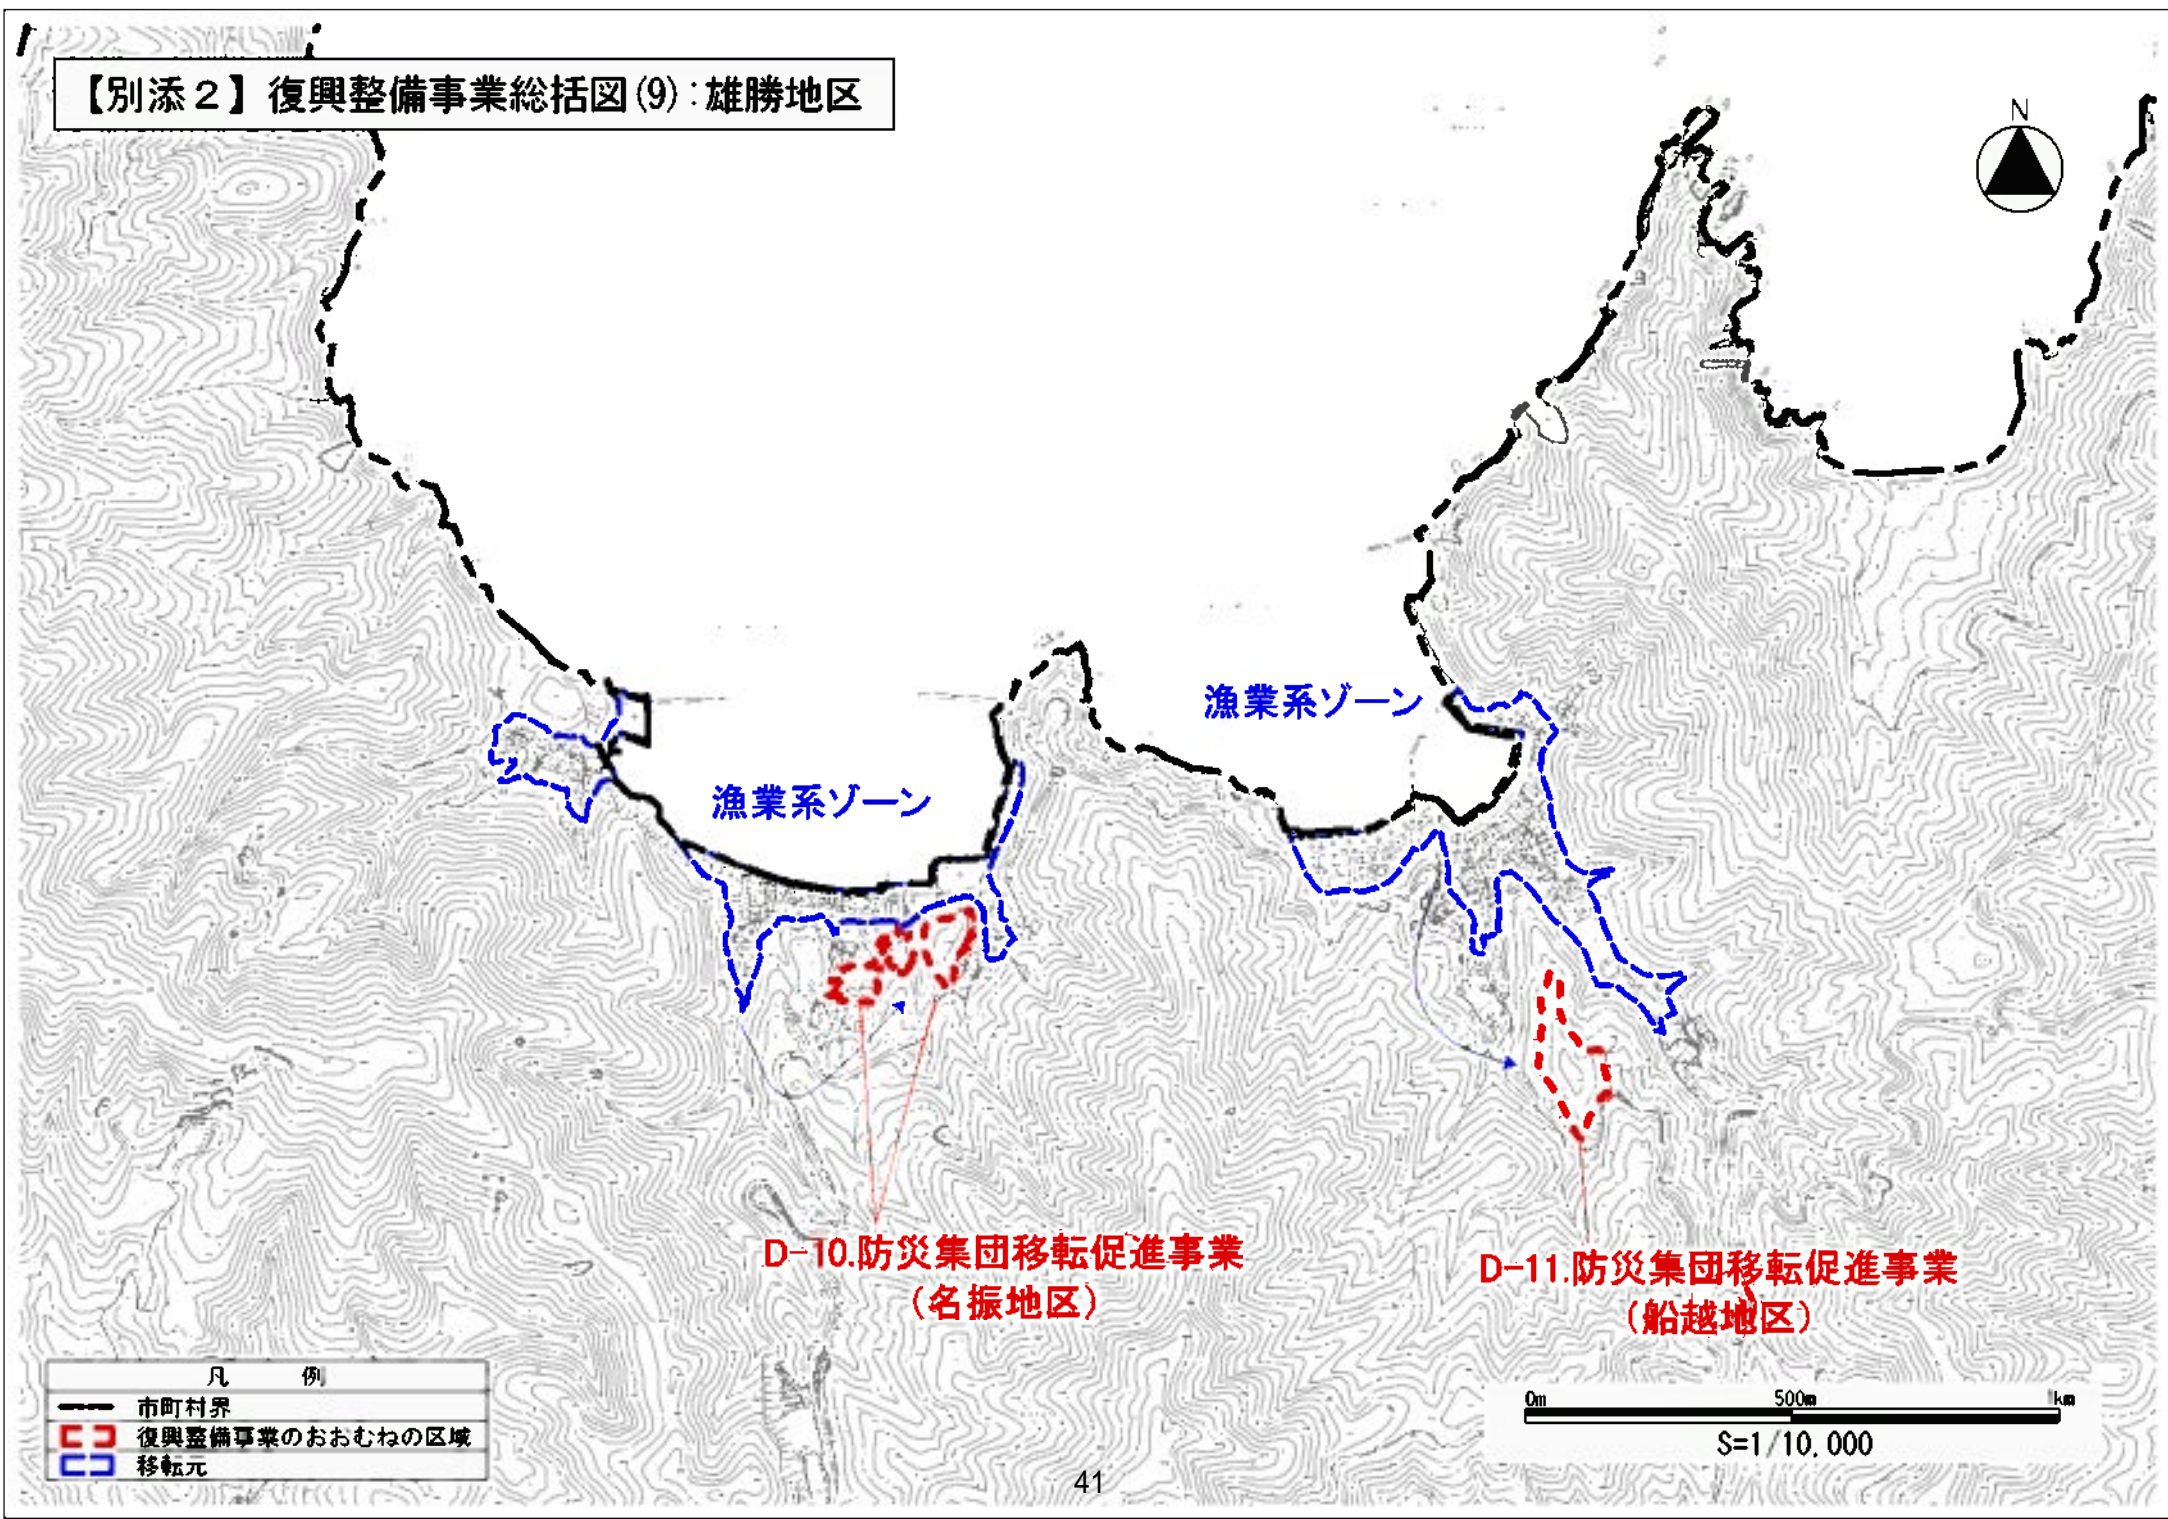 【別添２】復興整備事業総括図(9)：雄勝地区
N
漁業系ゾーン
漁業系ゾーン
D-10.防災集団移転促進事業
（名振地区）
D-11.防災集団移転促進事業
（船越地区）
凡　例
市町村界
復興整備事業のおおむねの区域
移転元
0m 500m 1km
S=1/10,000
41